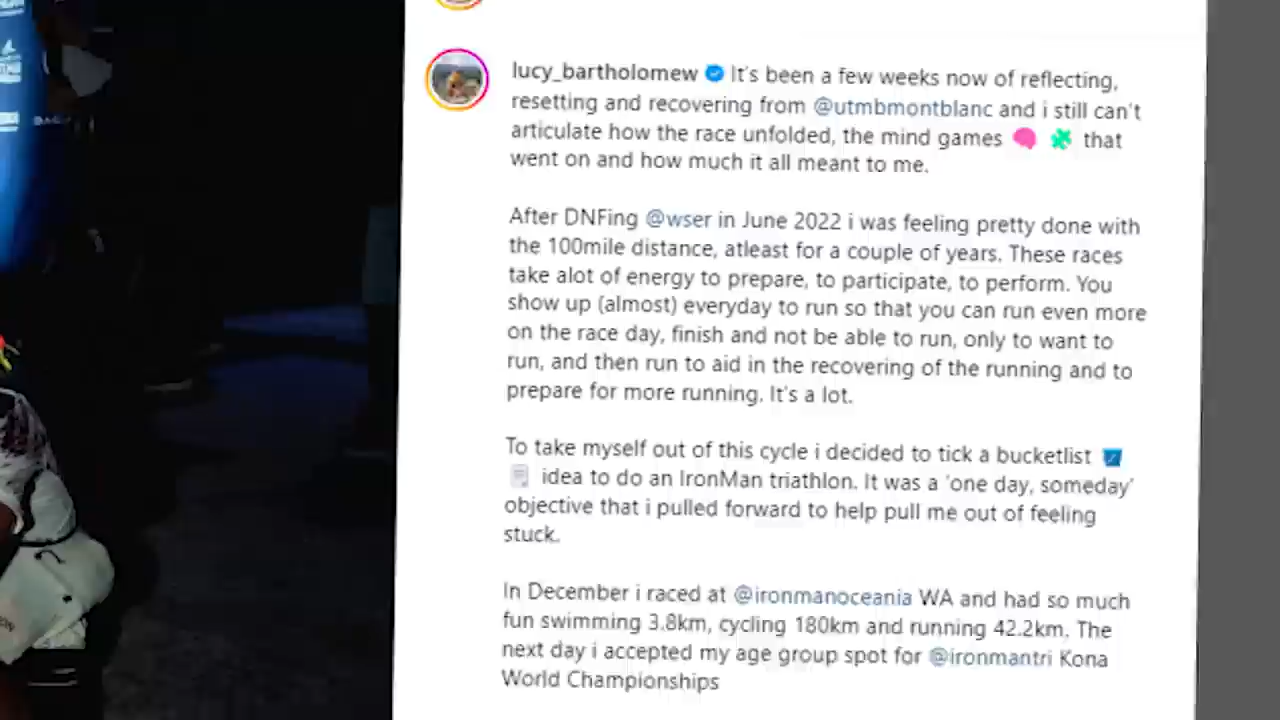 lucy_bartholomew It's been a few weeks now of reflecting,
resetting and recovering from @utmbmontblanc and i still can't
articulate how the race unfolded, the mind games 🧠 🧩 that
went on and how much it all meant to me.
After DNFing @wser in June 2022 i was feeling pretty done with
the 100mile distance, atleast for a couple of years. These races
take alot of energy to prepare, to participate, to perform. You
show up (almost) everyday to run so that you can run even more
on the race day, finish and not be able to run, only to want to
run, and then run to aid in the recovering of the running and to
prepare for more running. It's a lot.
To take myself out of this cycle i decided to tick a bucketlist
idea to do an IronMan triathlon. It was a 'one day, someday'
objective that i pulled forward to help pull me out of feeling
stuck.
In December i raced at @ironmanoceania WA and had so much
fun swimming 3.8km, cycling 180km and running 42.2km. The
next day i accepted my age group spot for @ironmantri Kona
World Championships